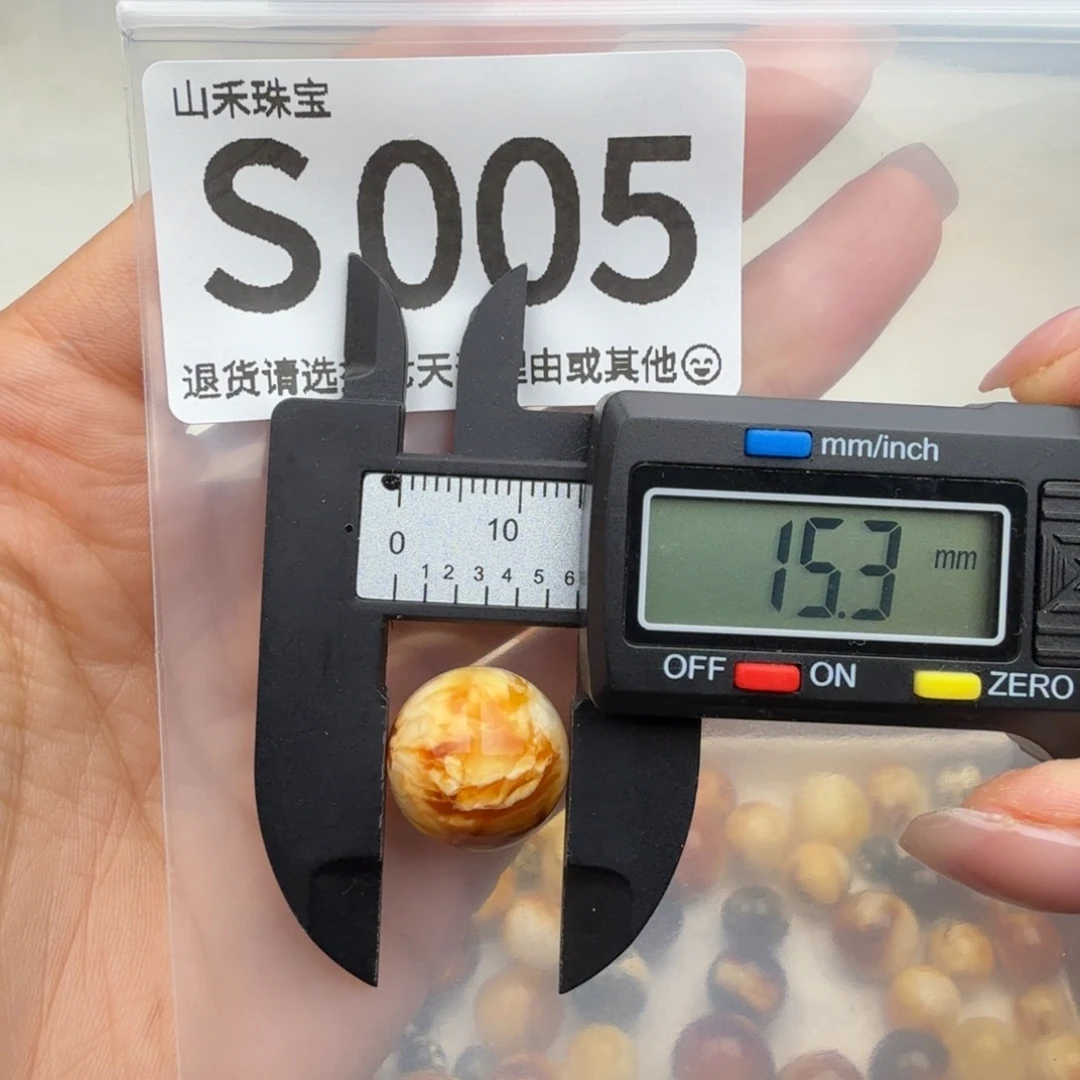 山禾珠宝
S005
退货请选 天 由或其他
mm/inch
15.3 mm
0 10
1 2 3 4 5 6
OFF ON ZERO